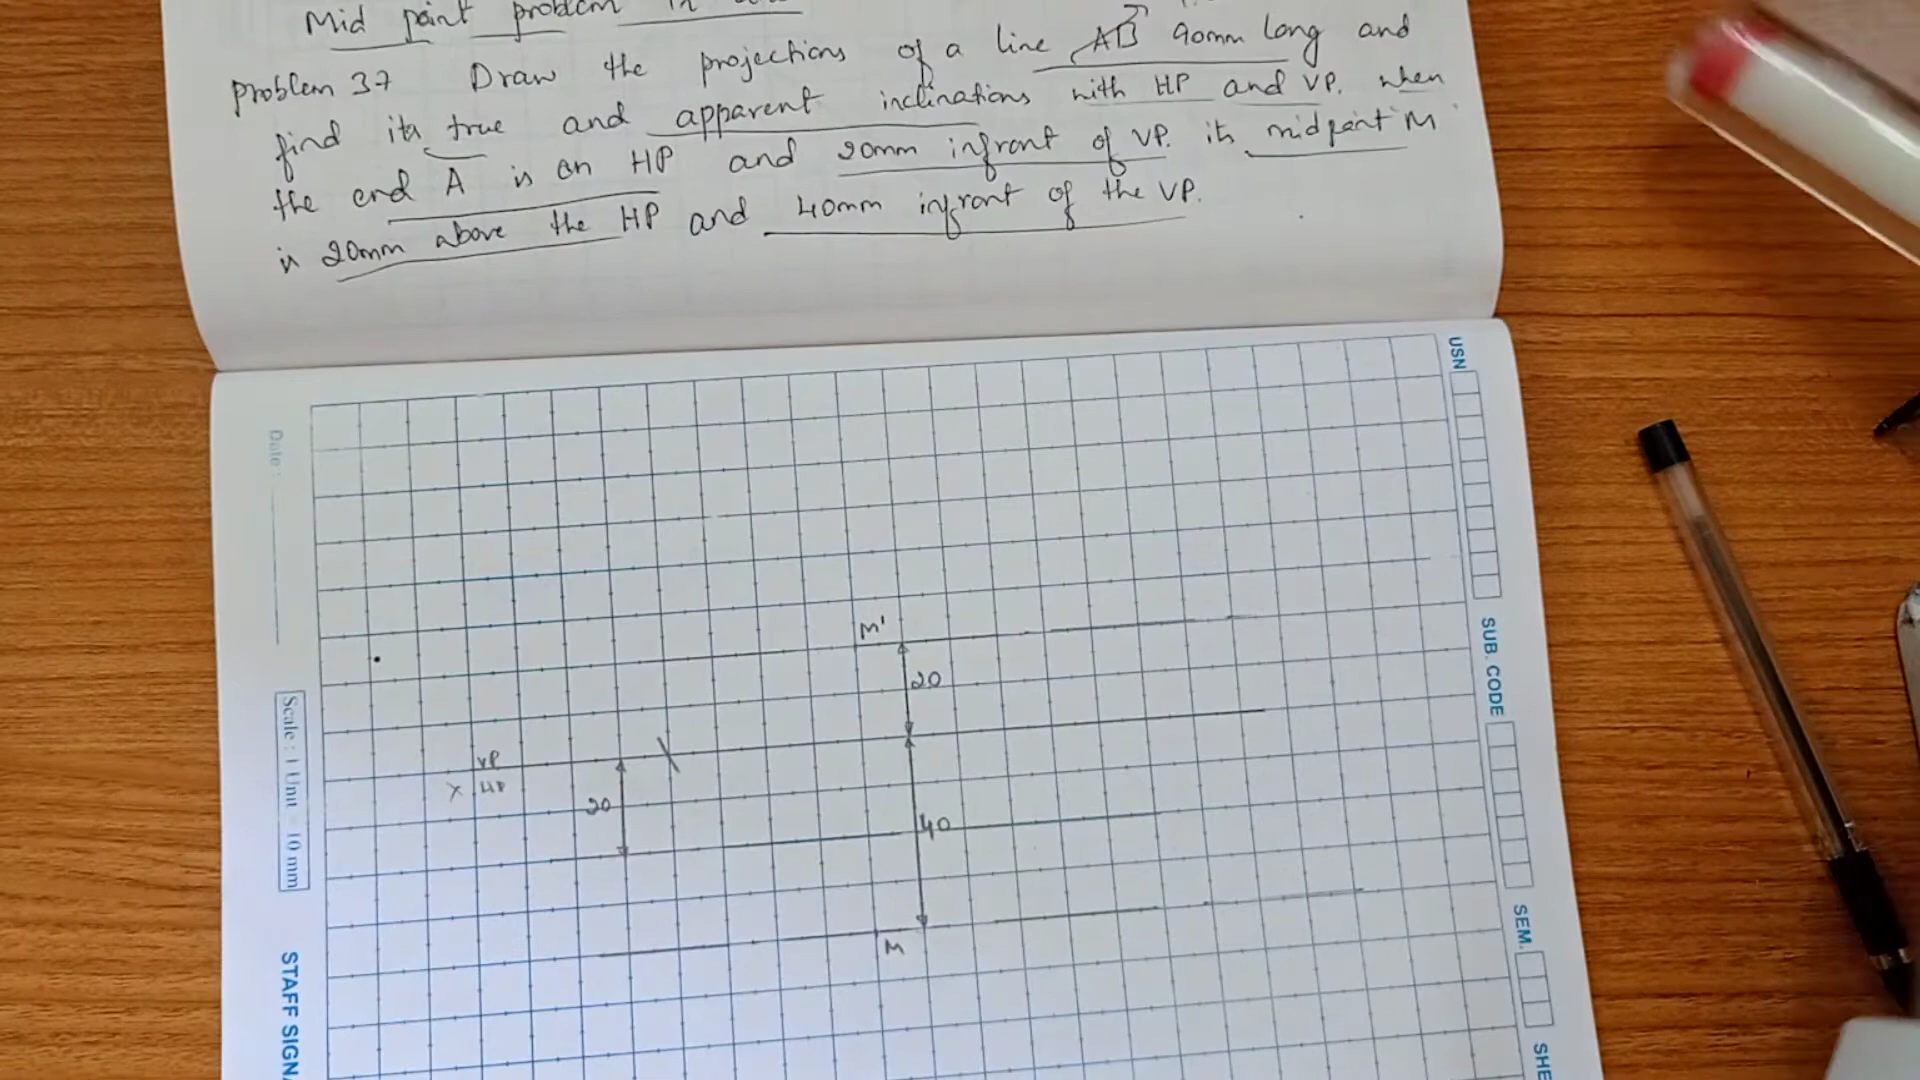 Mid point problem in
problem 37 Draw the projections of a line AB 90mm long and
find its true and apparent inclinations with HP and VP. when
the end A is on HP and 20mm infront of VP. its midpoint M
is 20mm above the HP and 40mm infront of the VP.
USN
Date :
SUB. CODE
M'
20
Scale : 1 Unit = 10 mm
VP
X HP
20
40
SEM.
M
STAFF SIGN
SHE